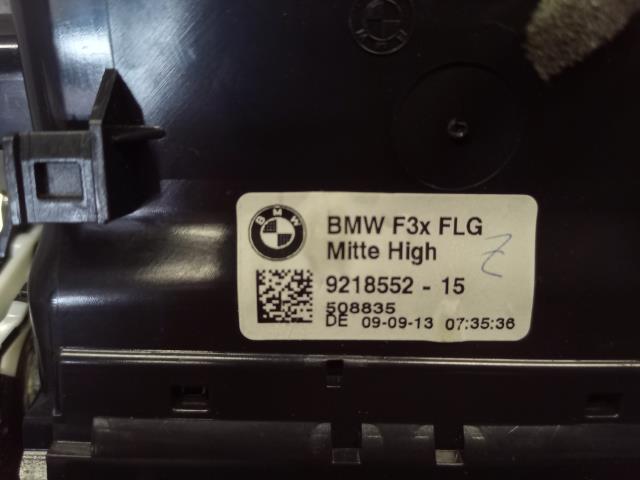 BMW
BMW F3x FLG
Mitte High
Z
9218552 - 15
508835
DE 09-09-13 07:35:36